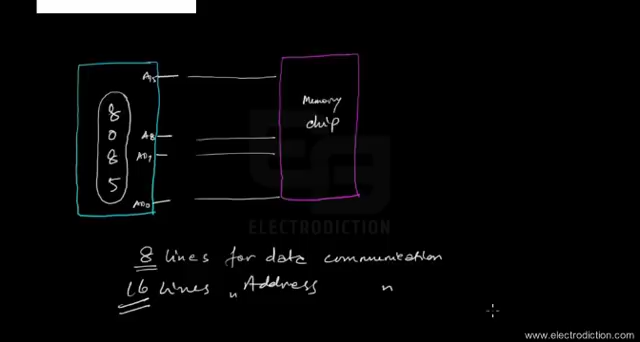 A15
8
0
8
5
A8
AD7
AD0
Memory
chip
ELECTRODICTION
8 lines for data communication
16 lines " Address "
www.electrodiction.com